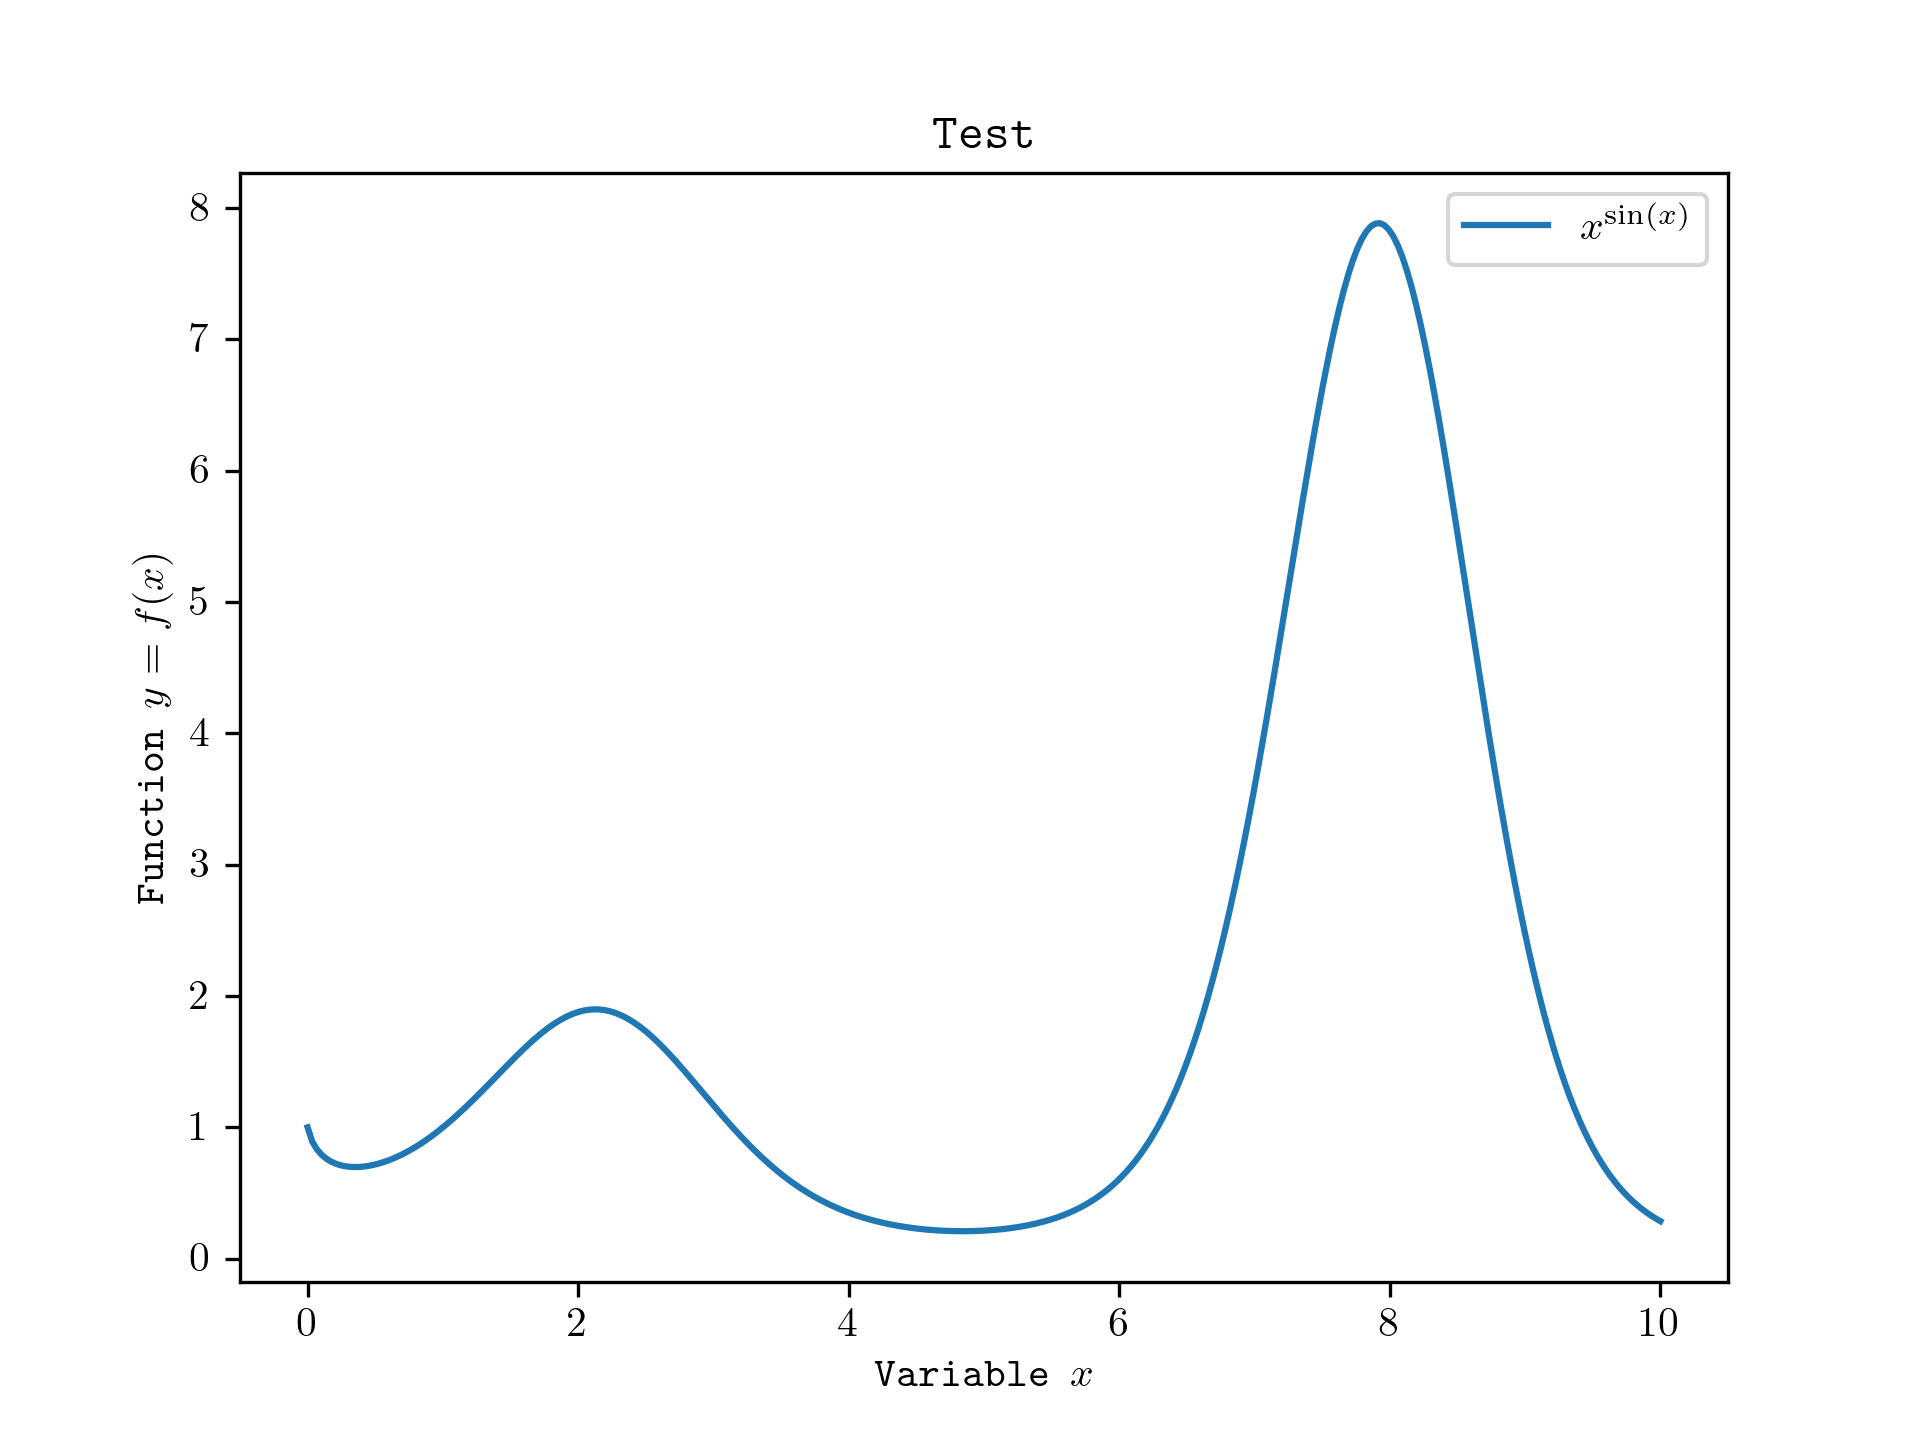 Test
x^sin(x)
8
7
6
5
4
3
2
1
0
Function y = f(x)
0 2 4 6 8 10
Variable x